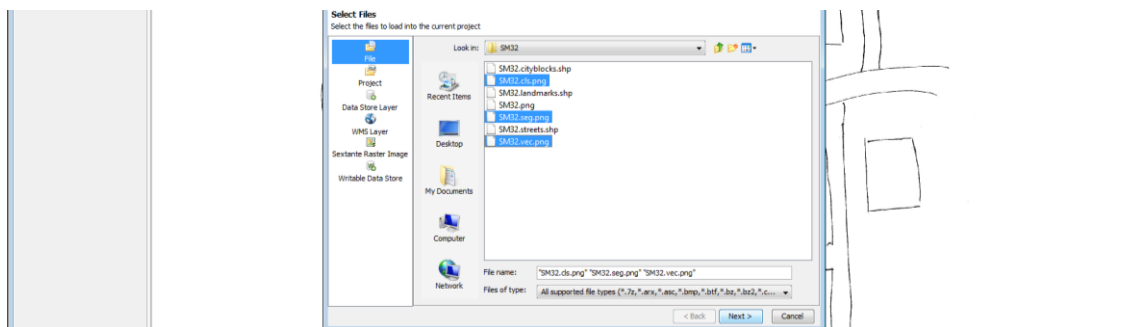 Select Files
Select the files to load into the current project
File
Project
Data Store Layer
WMS Layer
Sextante Raster Image
Writable Data Store
Look in: SM32
Recent Items
Desktop
My Documents
Computer
Network
SM32.cityblocks.shp
SM32.cls.png
SM32.landmarks.shp
SM32.png
SM32.seg.png
SM32.streets.shp
SM32.vec.png
File name: "SM32.cls.png" "SM32.seg.png" "SM32.vec.png"
Files of type: All supported file types (*.7z,*.arx,*.asc,*.bmp,*.btf,*.bz,*.bz2,*.c...
< Back Next > Cancel